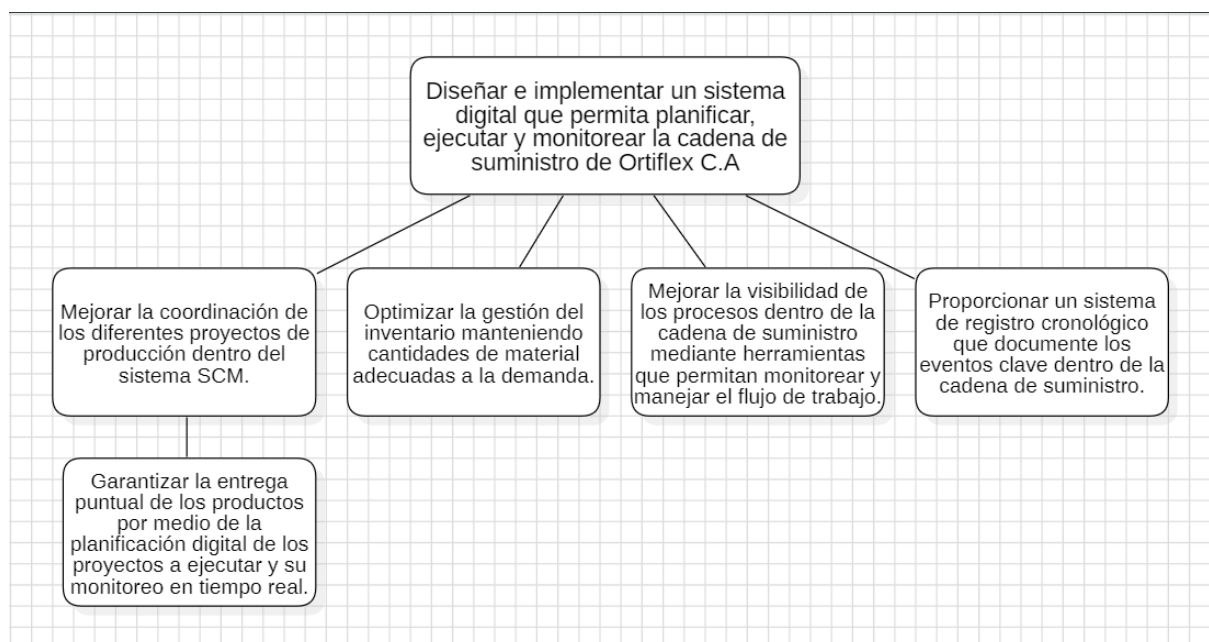 Diseñar e implementar un sistema
digital que permita planificar,
ejecutar y monitorear la cadena de
suministro de Ortiflex C.A
Mejorar la coordinación de
los diferentes proyectos de
producción dentro del
sistema SCM.
Optimizar la gestión del
inventario manteniendo
cantidades de material
adecuadas a la demanda.
Mejorar la visibilidad de
los procesos dentro de la
cadena de suministro
mediante herramientas
que permitan monitorear y
manejar el flujo de trabajo.
Proporcionar un sistema
de registro cronológico
que documente los
eventos clave dentro de la
cadena de suministro.
Garantizar la entrega
puntual de los productos
por medio de la
planificación digital de los
proyectos a ejecutar y su
monitoreo en tiempo real.